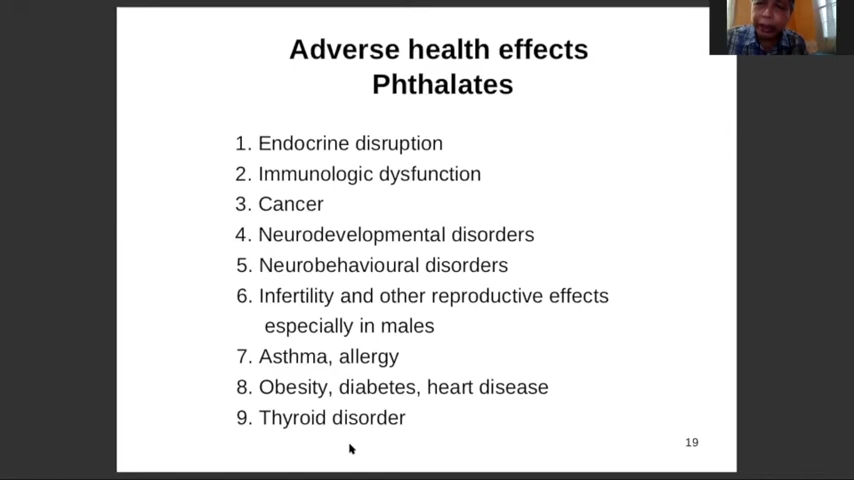 Adverse health effects
Phthalates
1. Endocrine disruption
2. Immunologic dysfunction
3. Cancer
4. Neurodevelopmental disorders
5. Neurobehavioural disorders
6. Infertility and other reproductive effects
especially in males
7. Asthma, allergy
8. Obesity, diabetes, heart disease
9. Thyroid disorder
19